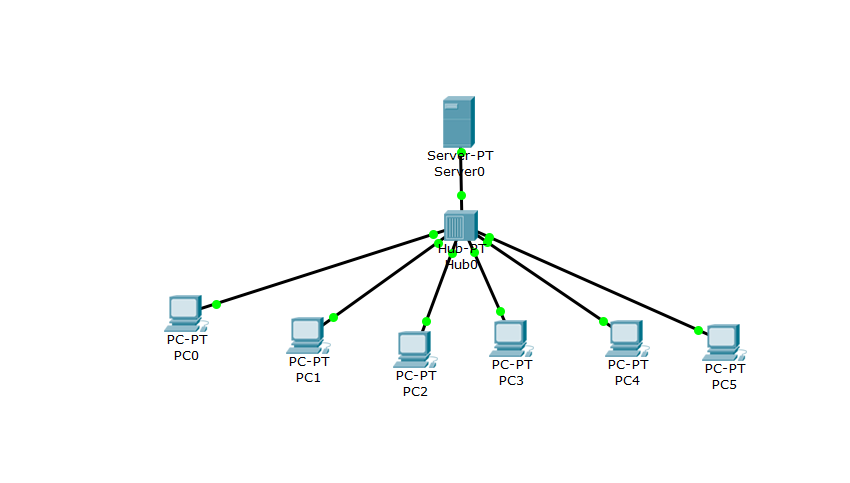 Server-PT
Server0
Hub-PT
Hub0
PC-PT
PC0
PC-PT
PC1
PC-PT
PC2
PC-PT
PC3
PC-PT
PC4
PC-PT
PC5